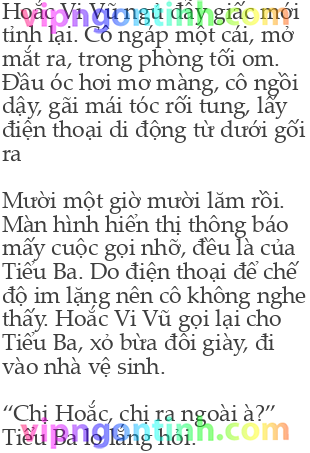 Hoắc Vi Vũ ngủ đẫy giấc mới
tỉnh lại. Cô ngáp một cái, mở
mắt ra, trong phòng tối om.
Đầu óc hơi mơ màng, cô ngồi
dậy, gãi mái tóc rối tung, lấy
điện thoại di động từ dưới gối
ra
Mười một giờ mười lăm rồi.
Màn hình hiển thị thông báo
mấy cuộc gọi nhỡ, đều là của
Tiểu Ba. Do điện thoại để chế
độ im lặng nên cô không nghe
thấy. Hoắc Vi Vũ gọi lại cho
Tiểu Ba, xỏ bừa đôi giày, đi
vào nhà vệ sinh.
“Chị Hoắc, chị ra ngoài à?”
Tiểu Ba lo lắng hỏi.
vipngontinh.com
vipngontinh.com